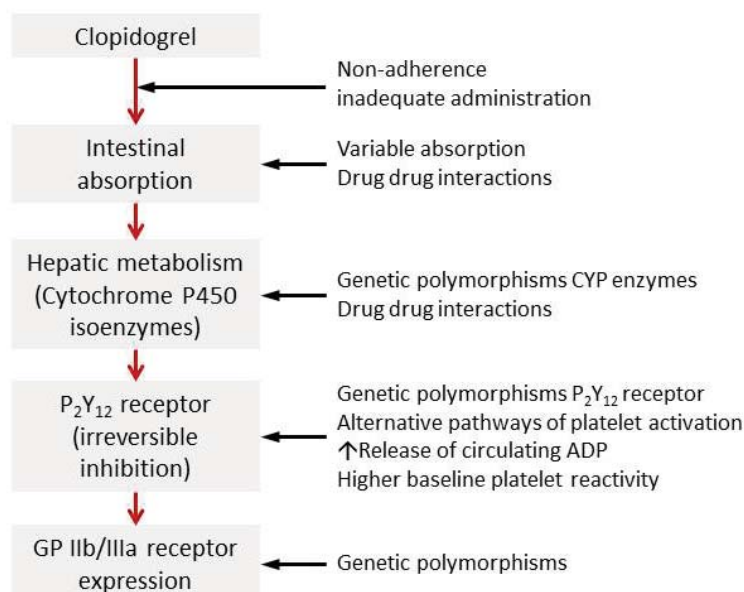 Clopidogrel
Non-adherence
inadequate administration
Intestinal
absorption
Variable absorption
Drug drug interactions
Hepatic metabolism
(Cytochrome P450
isoenzymes)
Genetic polymorphisms CYP enzymes
Drug drug interactions
P₂Y₁₂ receptor
(irreversible
inhibition)
Genetic polymorphisms P₂Y₁₂ receptor
Alternative pathways of platelet activation
↑Release of circulating ADP
Higher baseline platelet reactivity
GP IIb/IIIa receptor
expression
Genetic polymorphisms